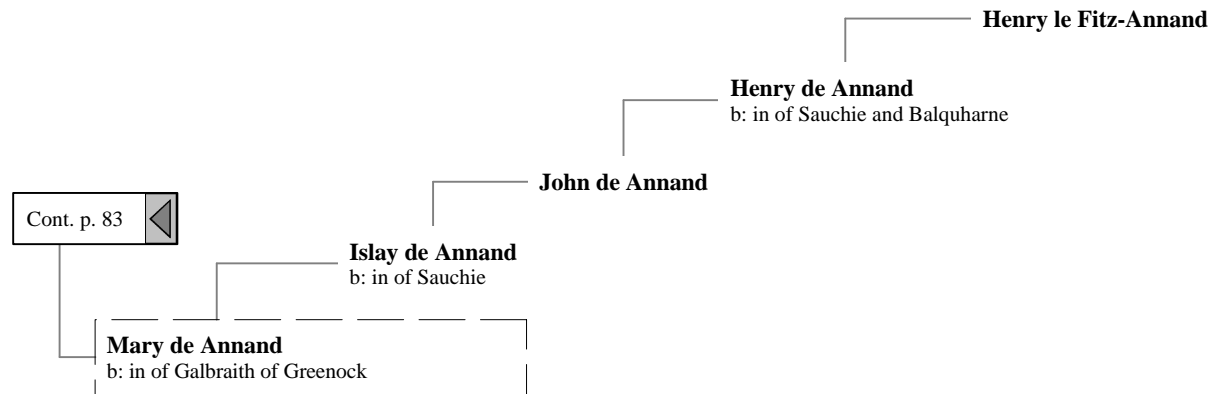 Henry le Fitz-Annand
Henry de Annand
b: in of Sauchie and Balquharne
John de Annand
Cont. p. 83
Islay de Annand
b: in of Sauchie
Mary de Annand
b: in of Galbraith of Greenock